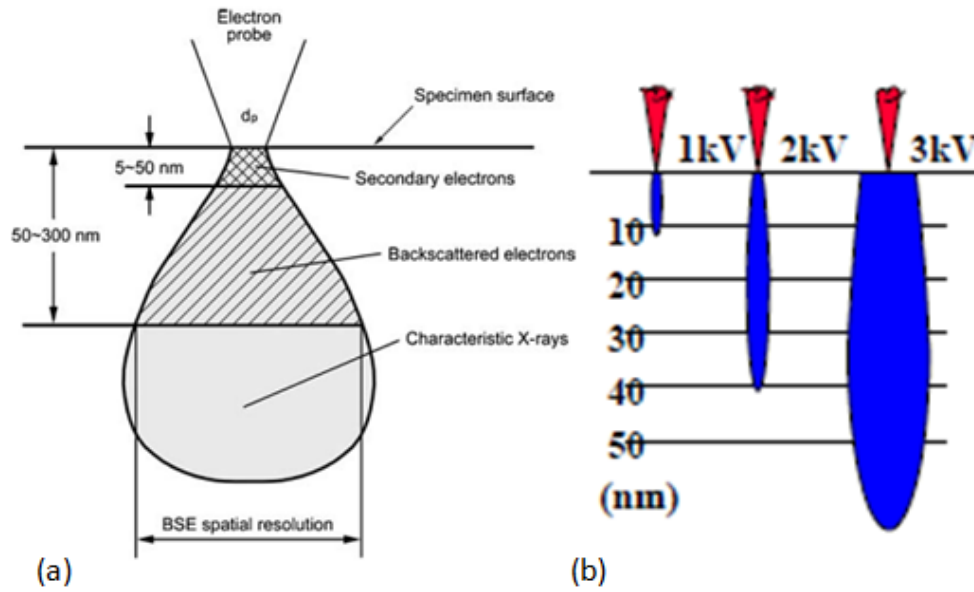 Electron
probe
dₚ
Specimen surface
5~50 nm
Secondary electrons
50~300 nm
Backscattered electrons
Characteristic X-rays
BSE spatial resolution
(a)
1kV 2kV 3kV
10
20
30
40
50
(nm)
(b)